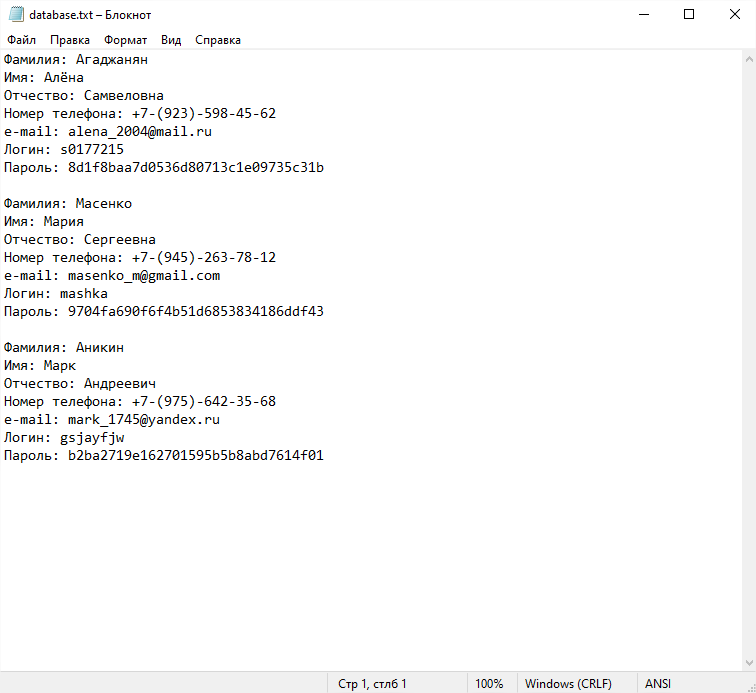 database.txt – Блокнот
Файл Правка Формат Вид Справка
Фамилия: Агаджанян
Имя: Алёна
Отчество: Самвеловна
Номер телефона: +7-(923)-598-45-62
e-mail: alena_2004@mail.ru
Логин: s0177215
Пароль: 8d1f8baa7d0536d80713c1e09735c31b
Фамилия: Масенко
Имя: Мария
Отчество: Сергеевна
Номер телефона: +7-(945)-263-78-12
e-mail: masenko_m@gmail.com
Логин: mashka
Пароль: 9704fa690f6f4b51d6853834186ddf43
Фамилия: Аникин
Имя: Марк
Отчество: Андреевич
Номер телефона: +7-(975)-642-35-68
e-mail: mark_1745@yandex.ru
Логин: gsjayfjw
Пароль: b2ba2719e162701595b5b8abd7614f01
Стр 1, стлб 1 100% Windows (CRLF) ANSI